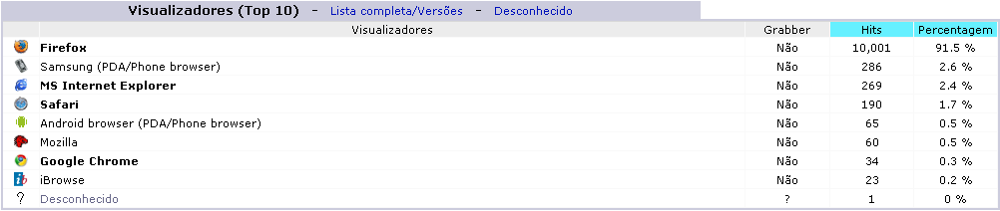 Visualizadores (Top 10) - Lista completa/Versões - Desconhecido
Visualizadores Grabber Hits Percentagem
Firefox Não 10,001 91.5 %
Samsung (PDA/Phone browser) Não 286 2.6 %
MS Internet Explorer Não 269 2.4 %
Safari Não 190 1.7 %
Android browser (PDA/Phone browser) Não 65 0.5 %
Mozilla Não 60 0.5 %
Google Chrome Não 34 0.3 %
iBrowse Não 23 0.2 %
? Desconhecido ? 1 0 %